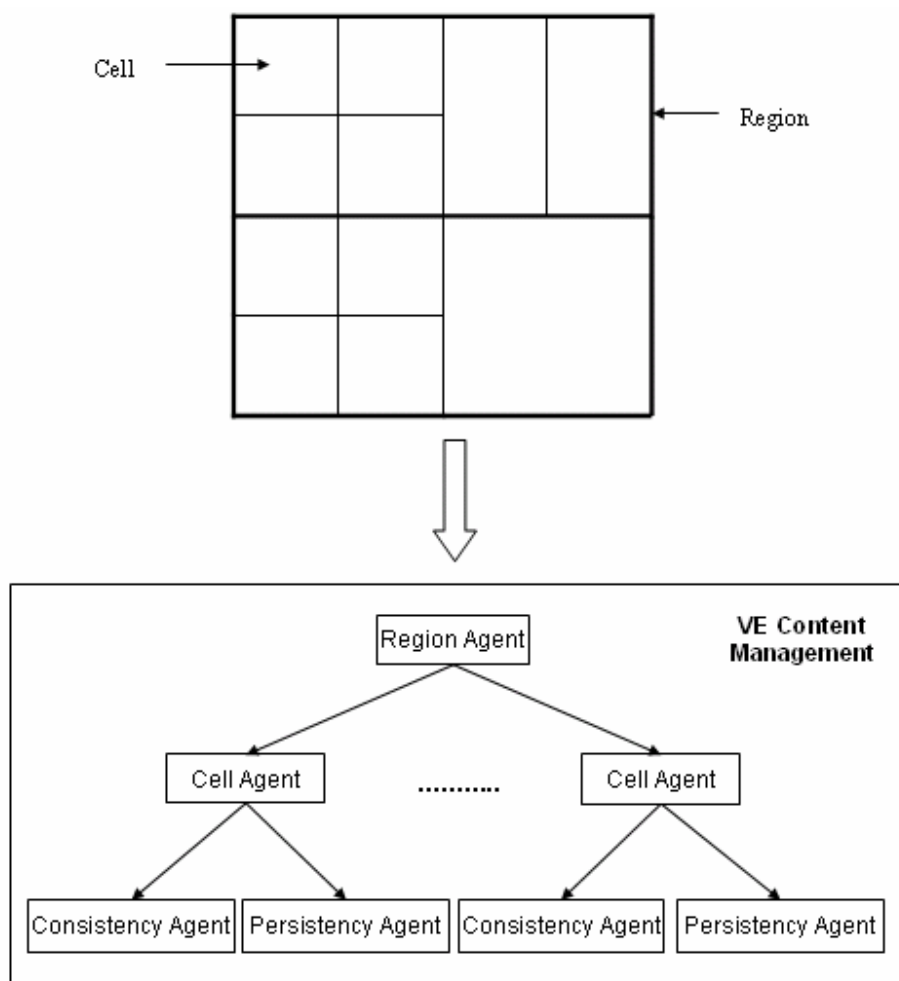 Cell
Region
VE Content
Management
Region Agent
Cell Agent
...........
Cell Agent
Consistency Agent
Persistency Agent
Consistency Agent
Persistency Agent